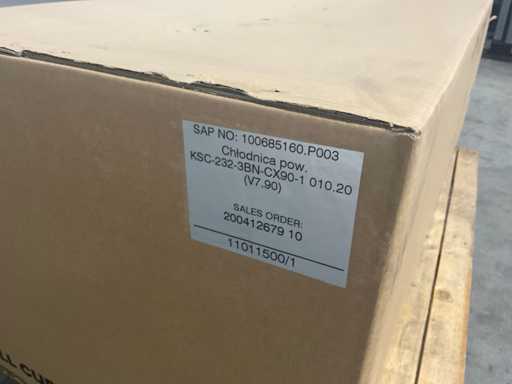 SAP NO: 100685160.P003
Chłodnica pow.
KSC-232-3BN-CX90-1 010.20
(V7.90)
SALES ORDER:
200412679 10
11011500/1